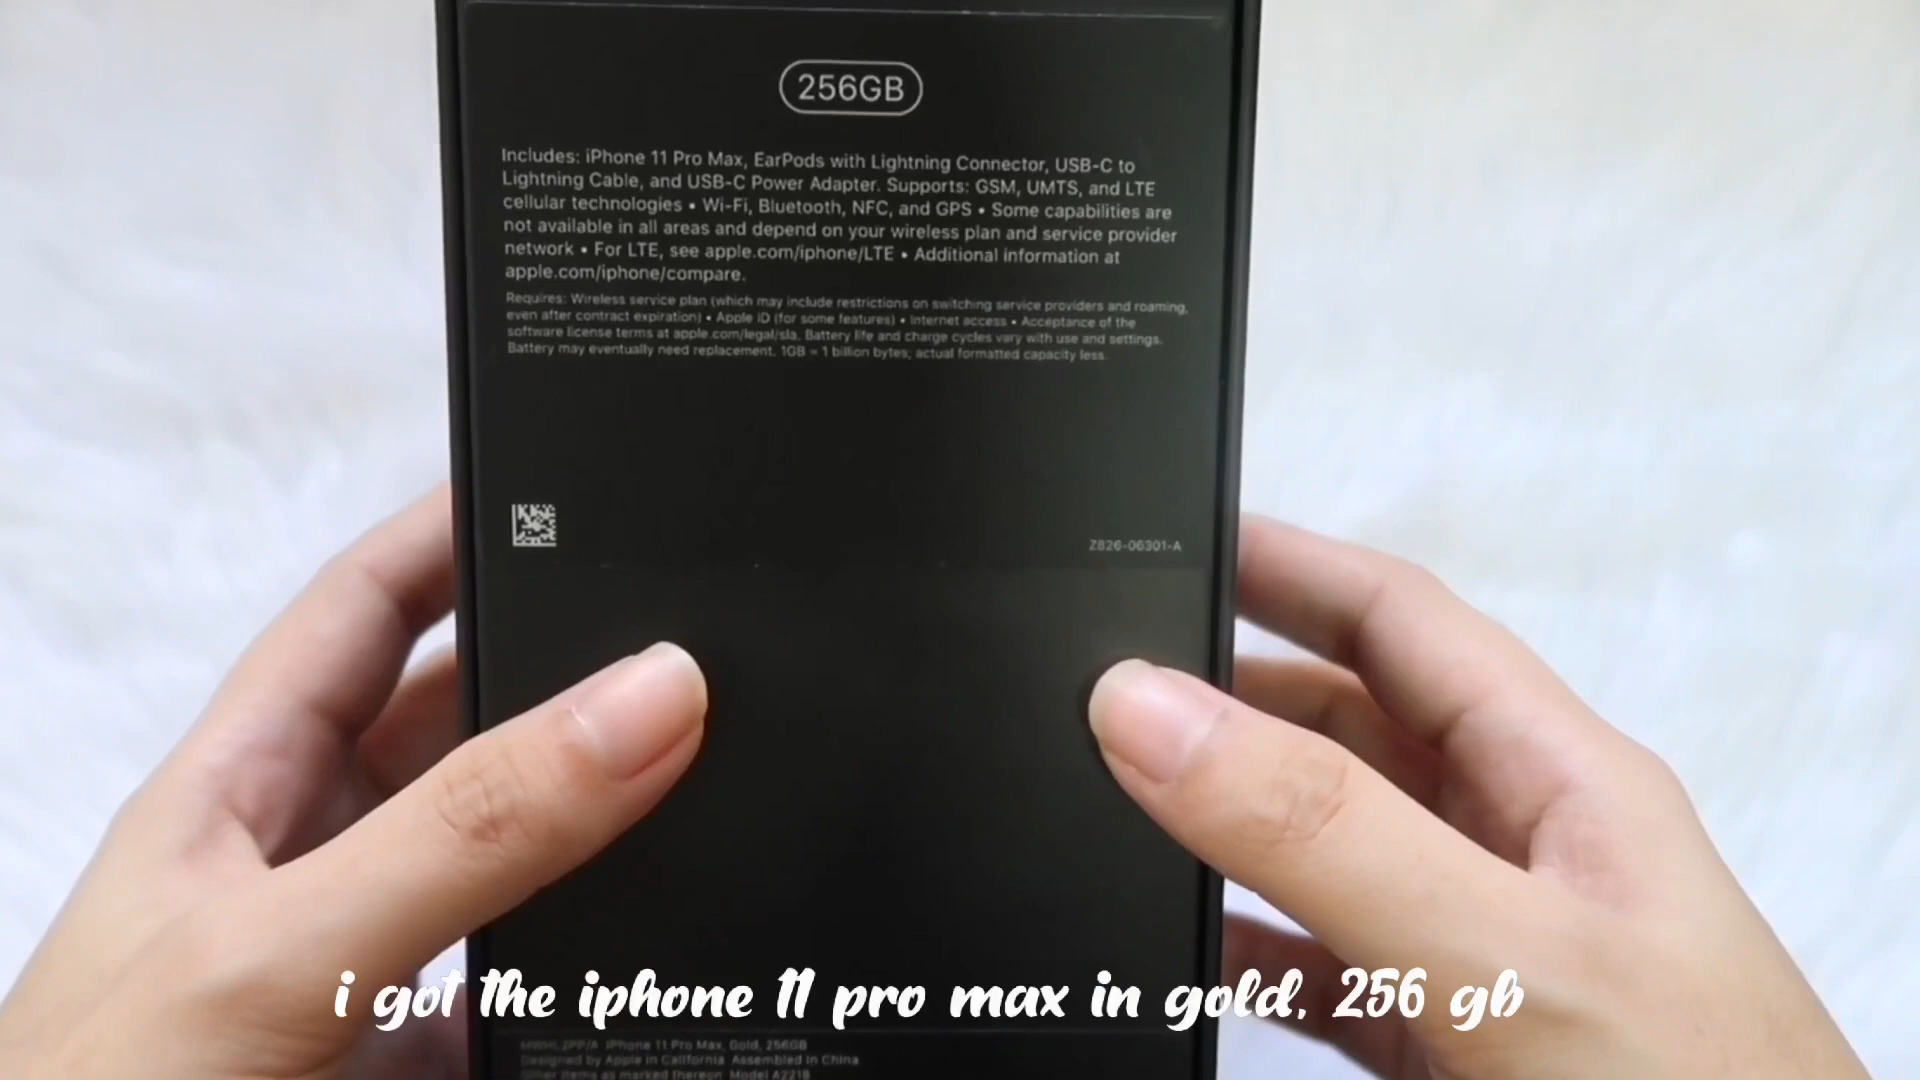 256GB
Includes: iPhone 11 Pro Max, EarPods with Lightning Connector, USB-C to
Lightning Cable, and USB-C Power Adapter. Supports: GSM, UMTS, and LTE
cellular technologies • Wi-Fi, Bluetooth, NFC, and GPS • Some capabilities are
not available in all areas and depend on your wireless plan and service provider
network • For LTE, see apple.com/iphone/LTE • Additional information at
apple.com/iphone/compare.
Requires: Wireless service plan (which may include restrictions on switching service providers and roaming,
even after contract expiration) • Apple ID (for some features) • Internet access • Acceptance of the
software license terms at apple.com/legal/sla. Battery life and charge cycles vary with use and settings.
Battery may eventually need replacement. 1GB = 1 billion bytes; actual formatted capacity less.
Z826-06301-A
i got the iphone 11 pro max in gold, 256 gb
iPhone 11 Pro Max, Gold, 256GB
Designed by Apple in California Assembled in China
Other items as marked thereon Model A2218